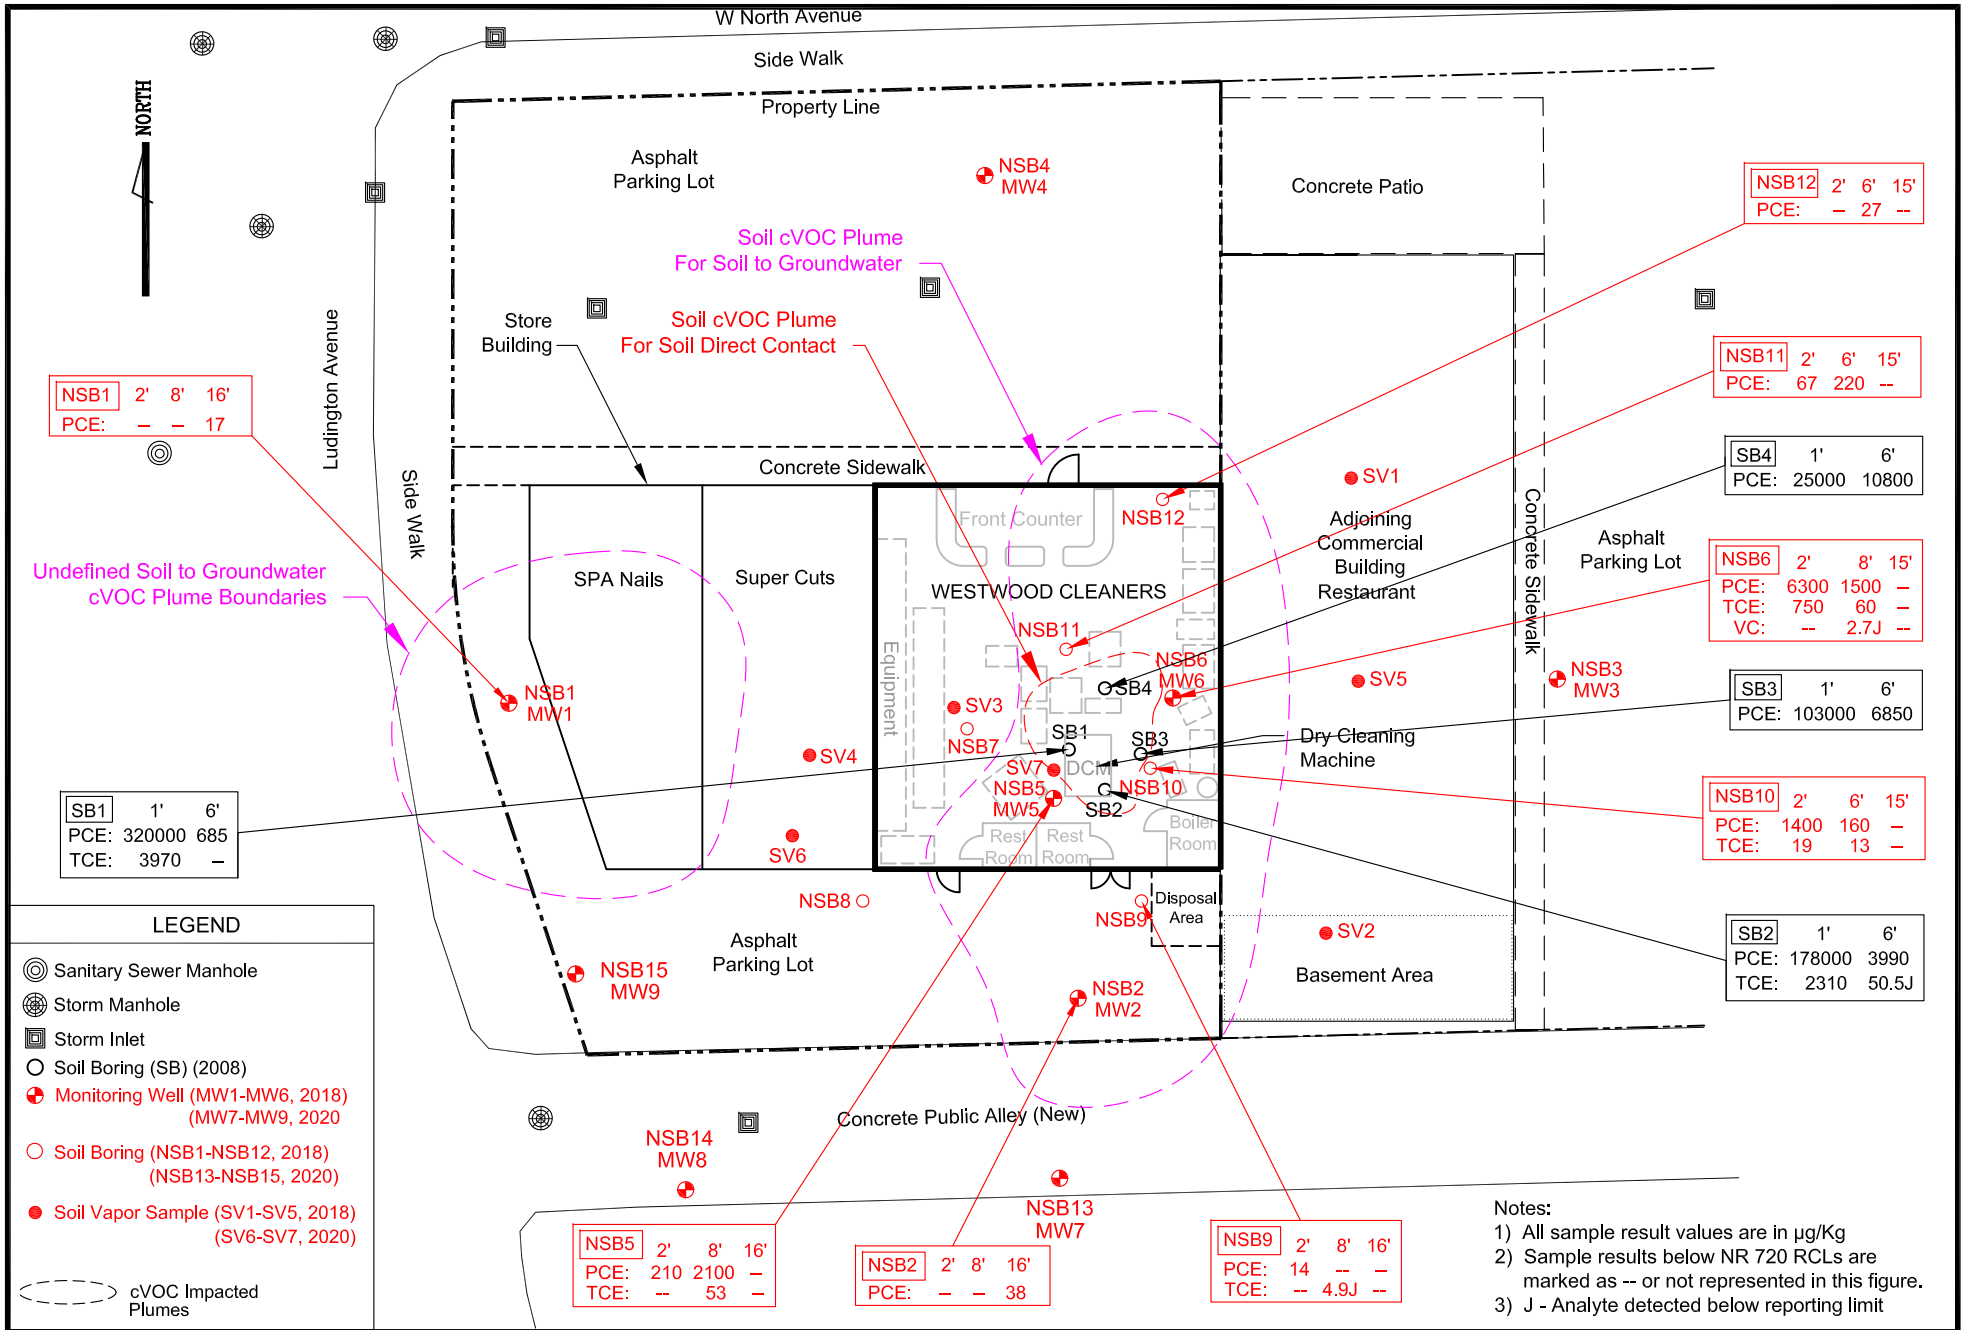 W North Avenue
Side Walk
Property Line
NORTH
Asphalt
Parking Lot
NSB4
MW4
Concrete Patio
NSB12 2' 6' 15'
PCE: – 27 --
Soil cVOC Plume
For Soil to Groundwater
Soil cVOC Plume
For Soil Direct Contact
Store
Building
Ludington Avenue
Side Walk
NSB11 2' 6' 15'
PCE: 67 220 --
NSB1 2' 8' 16'
PCE: – – 17
SB4 1' 6'
PCE: 25000 10800
Concrete Sidewalk
SV1
Front Counter
NSB12
Adjoining
Commercial
Building
Restaurant
Concrete Sidewalk
Asphalt
Parking Lot
NSB6 2' 8' 15'
PCE: 6300 1500 –
TCE: 750 60 –
VC: -- 2.7J --
Undefined Soil to Groundwater
cVOC Plume Boundaries
SPA Nails
Super Cuts
WESTWOOD CLEANERS
NSB11
Equipment
NSB6
MW6
SB4
SV5
NSB3
MW3
NSB1
MW1
SV3
NSB7
SB3 1' 6'
PCE: 103000 6850
SB1
SB3
Dry Cleaning
Machine
SV4
SV7
DCM
NSB10
NSB5
MW5
SB2
NSB10 2' 6' 15'
PCE: 1400 160 –
TCE: 19 13 –
SB1 1' 6'
PCE: 320000 685
TCE: 3970 –
SV6
Rest
Room
Rest
Room
Boiler
Room
NSB8
NSB9
Disposal
Area
SV2
Basement Area
SB2 1' 6'
PCE: 178000 3990
TCE: 2310 50.5J
Asphalt
Parking Lot
NSB15
MW9
NSB2
MW2
LEGEND
Sanitary Sewer Manhole
Storm Manhole
Storm Inlet
Soil Boring (SB) (2008)
Monitoring Well (MW1-MW6, 2018)
(MW7-MW9, 2020
Soil Boring (NSB1-NSB12, 2018)
(NSB13-NSB15, 2020)
Soil Vapor Sample (SV1-SV5, 2018)
(SV6-SV7, 2020)
cVOC Impacted
Plumes
Concrete Public Alley (New)
NSB14
MW8
NSB13
MW7
NSB5 2' 8' 16'
PCE: 210 2100 –
TCE: -- 53 --
NSB2 2' 8' 16'
PCE: – – 38
NSB9 2' 8' 16'
PCE: 14 -- –
TCE: -- 4.9J --
Notes:
1) All sample result values are in µg/Kg
2) Sample results below NR 720 RCLs are
marked as -- or not represented in this figure.
3) J - Analyte detected below reporting limit